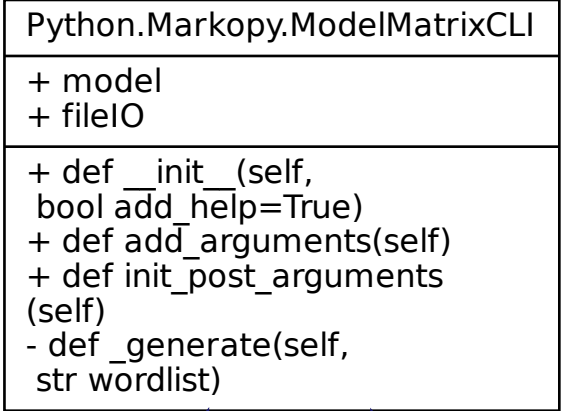 Python.Markopy.ModelMatrixCLI
+ model
+ fileIO
+ def __init__(self,
bool add_help=True)
+ def add_arguments(self)
+ def init_post_arguments
(self)
- def _generate(self,
str wordlist)